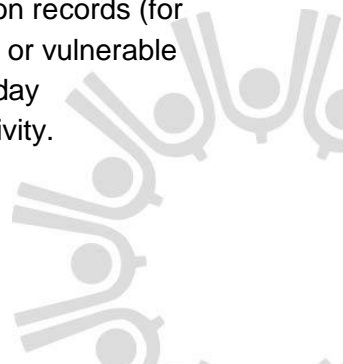 on records (for
or vulnerable
day
ivity.